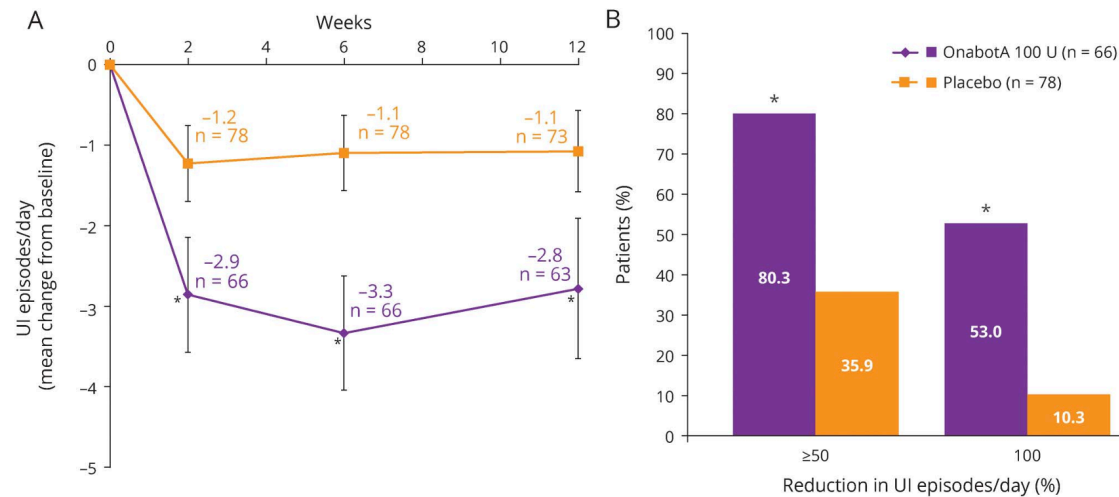 A
Weeks
0 2 4 6 8 10 12
0
−1
−2
−3
−4
−5
UI episodes/day
(mean change from baseline)
−1.2
n = 78
−1.1
n = 78
−1.1
n = 73
−2.9
n = 66
*
−3.3
n = 66
*
−2.8
n = 63
*
B
100
90
80
70
60
50
40
30
20
10
0
Patients (%)
OnabotA 100 U (n = 66)
Placebo (n = 78)
*
80.3
35.9
*
53.0
10.3
≥50 100
Reduction in UI episodes/day (%)